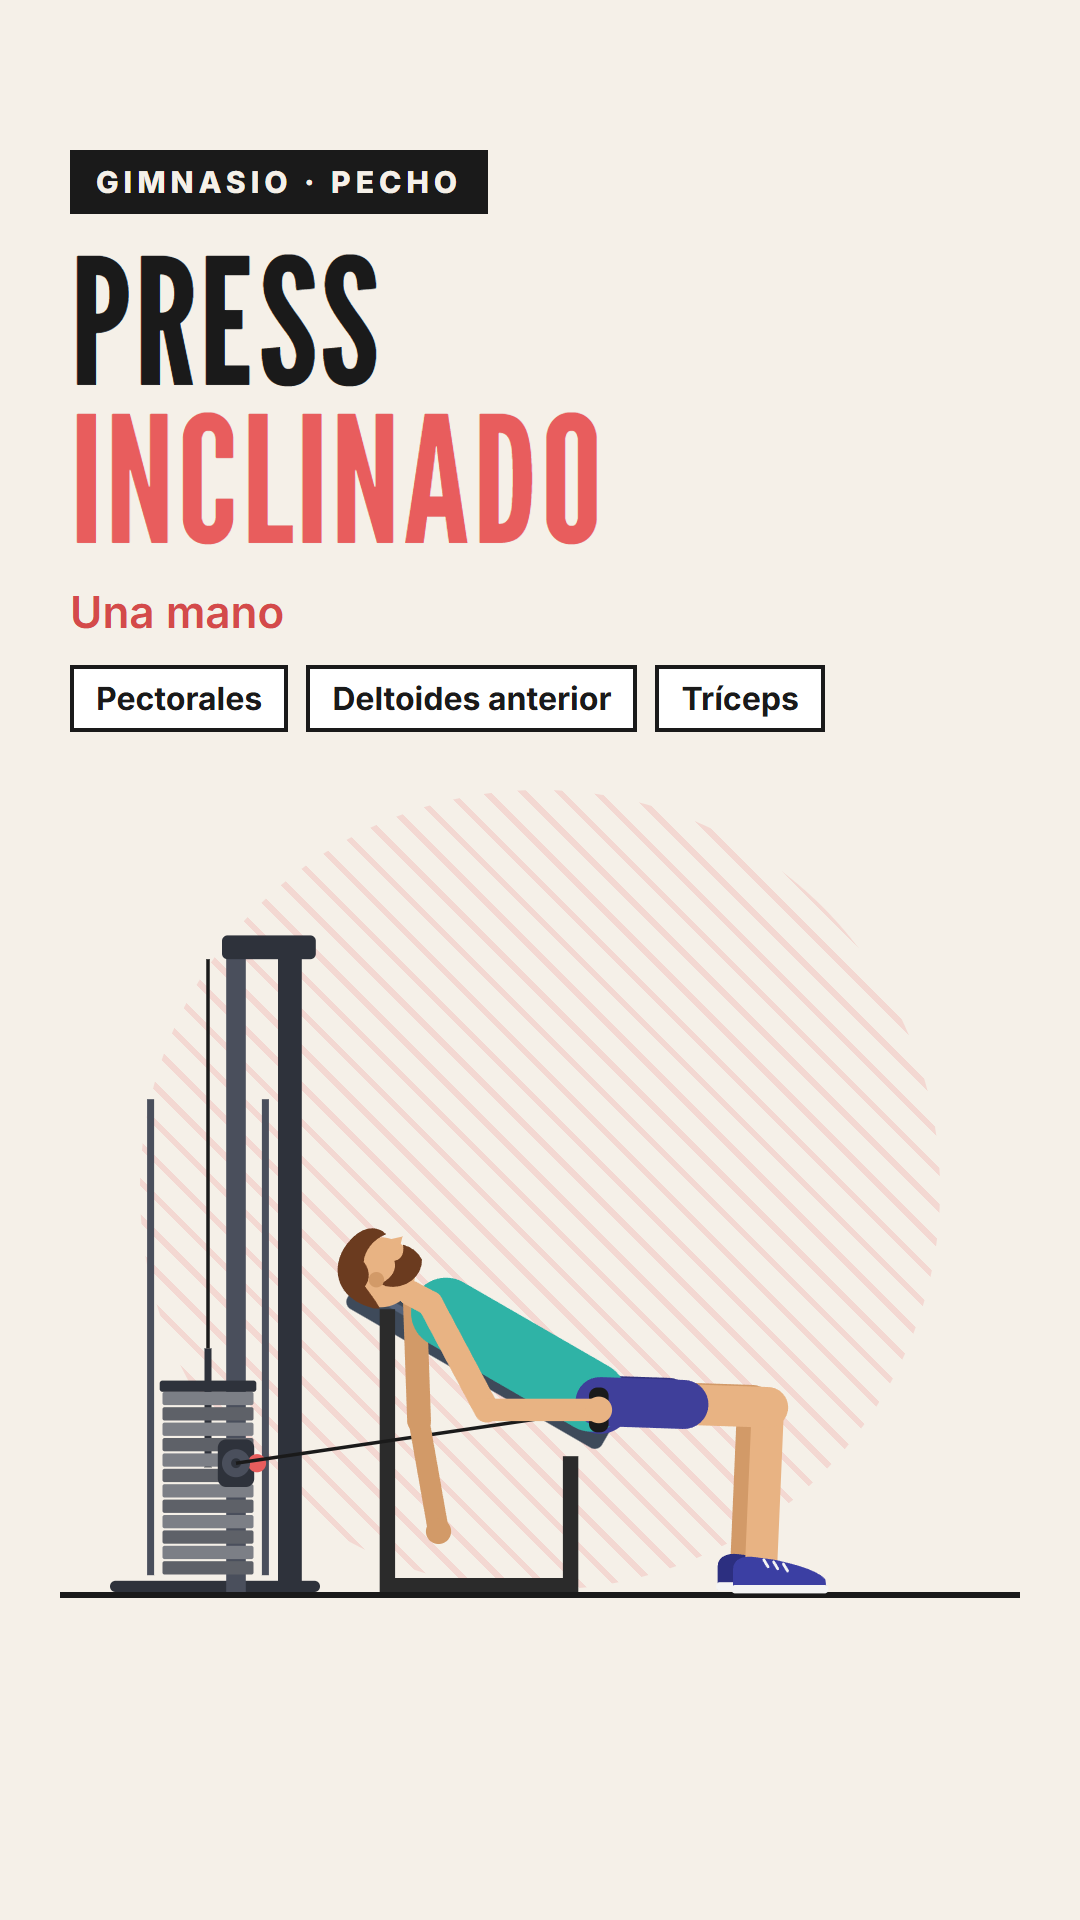 GIMNASIO · PECHO
PRESS
INCLINADO
Una mano
Pectorales Deltoides anterior Tríceps